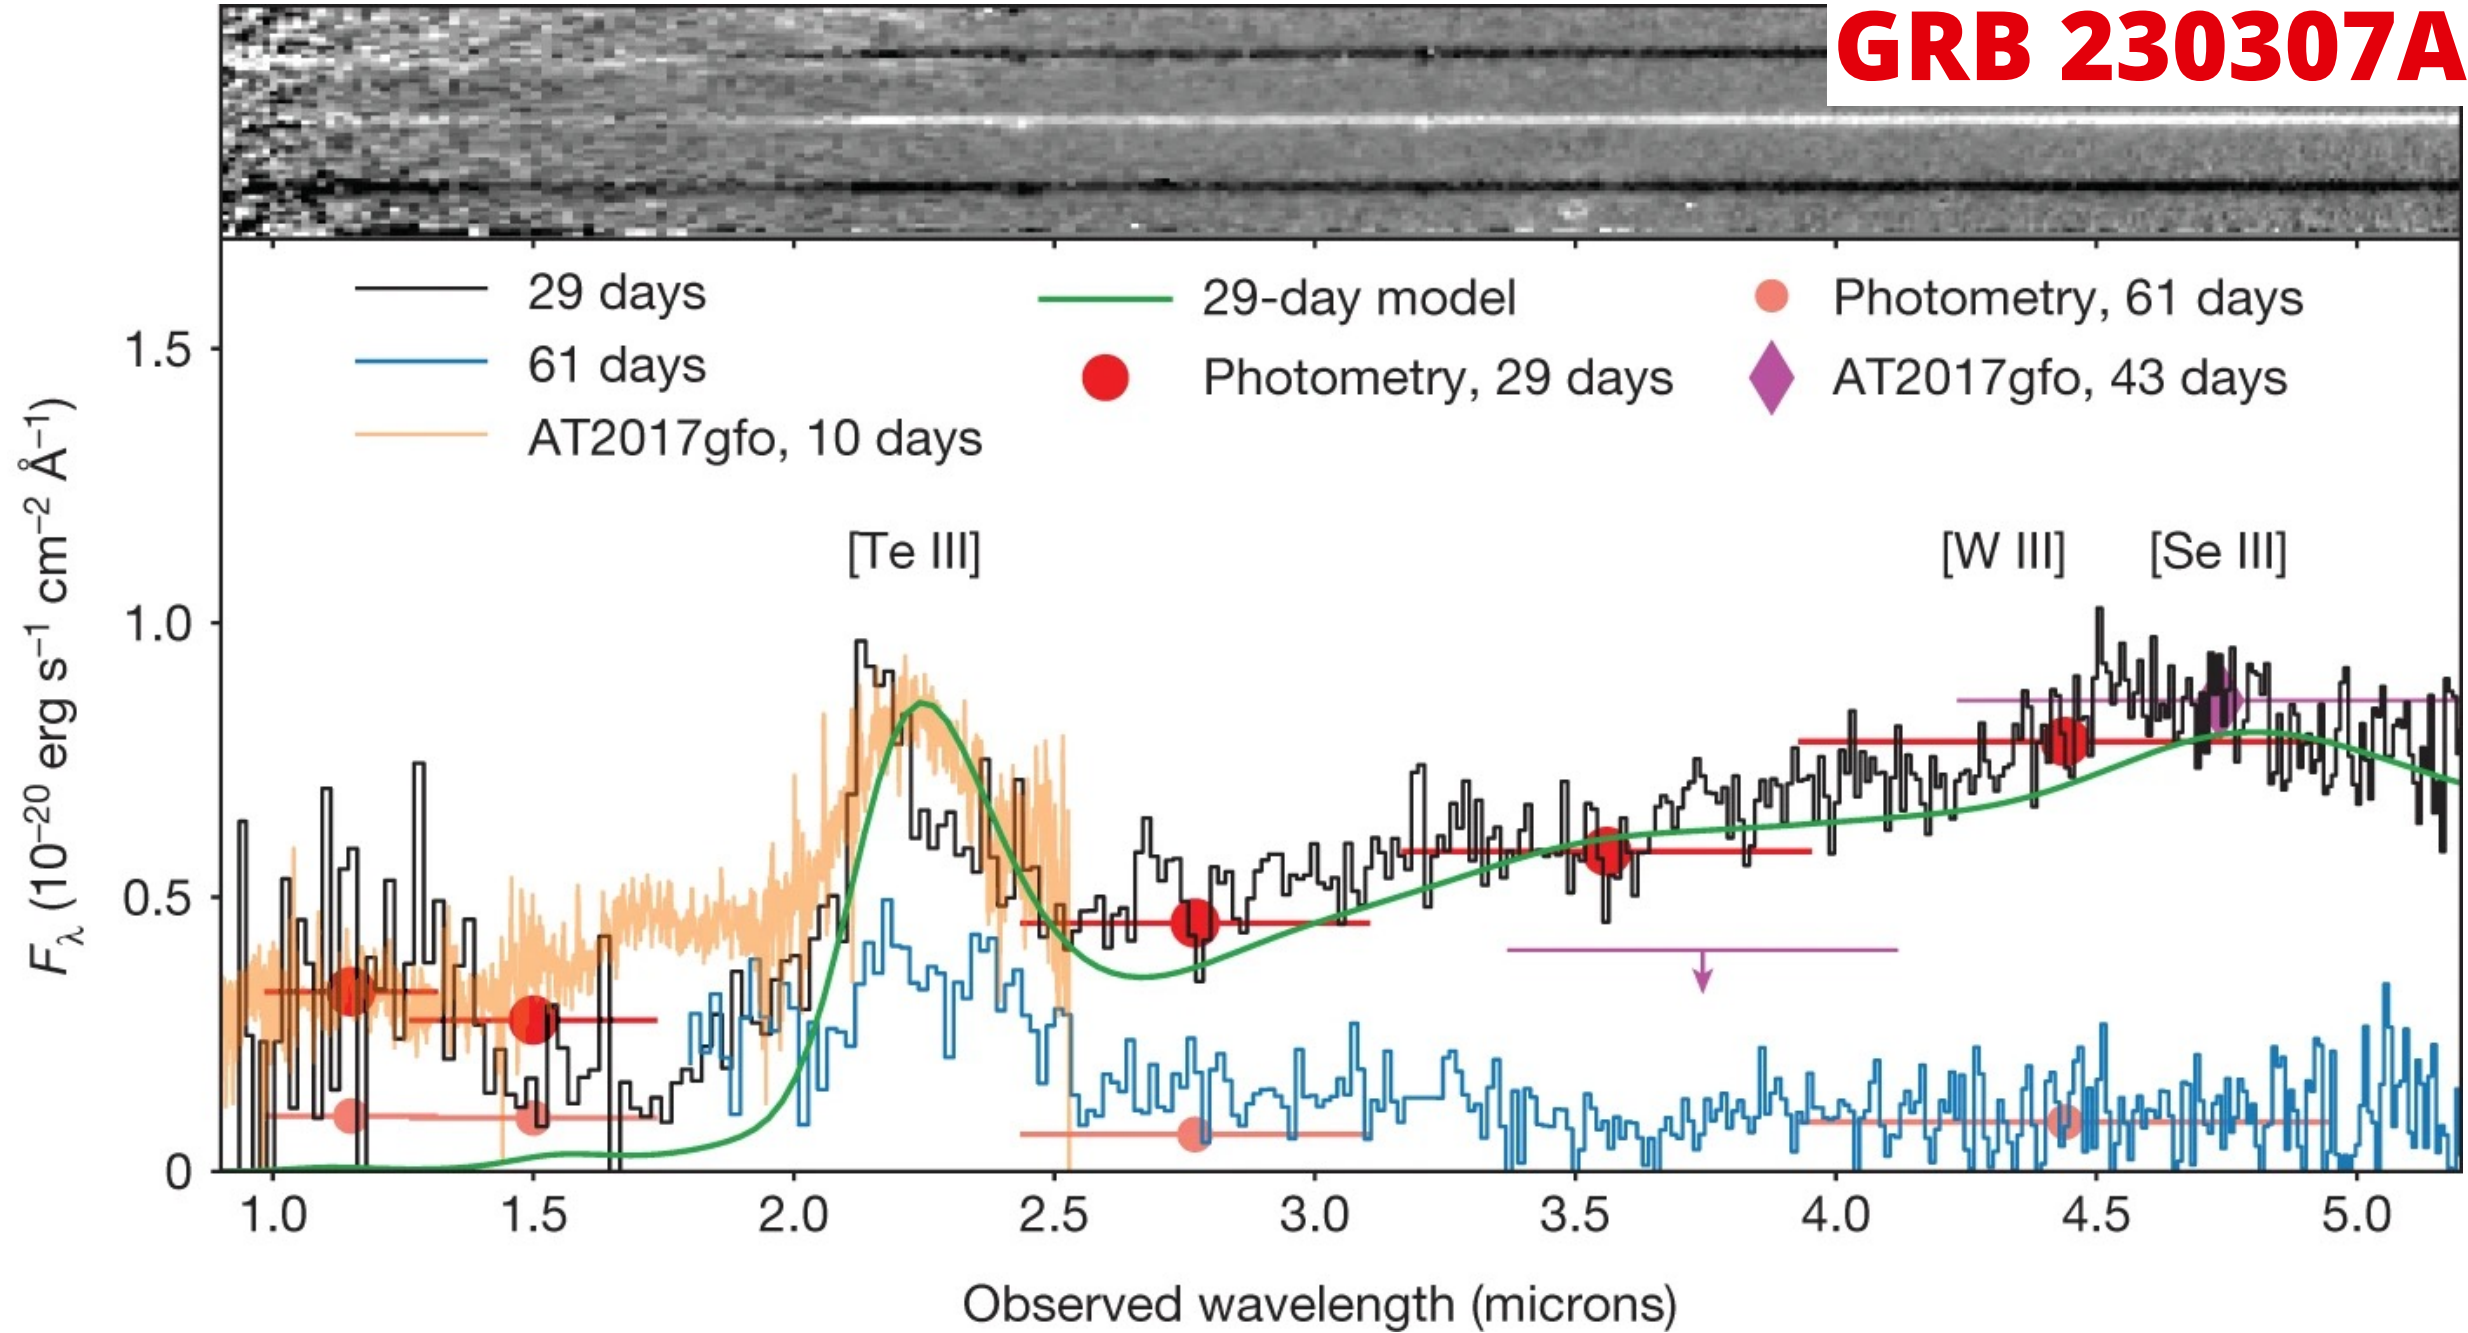 GRB 230307A
29 days
61 days
AT2017gfo, 10 days
29-day model
Photometry, 29 days
Photometry, 61 days
AT2017gfo, 43 days
[Te III]
[W III]
[Se III]
1.5
1.0
0.5
0
F_λ (10⁻²⁰ erg s⁻¹ cm⁻² Å⁻¹)
1.0 1.5 2.0 2.5 3.0 3.5 4.0 4.5 5.0
Observed wavelength (microns)